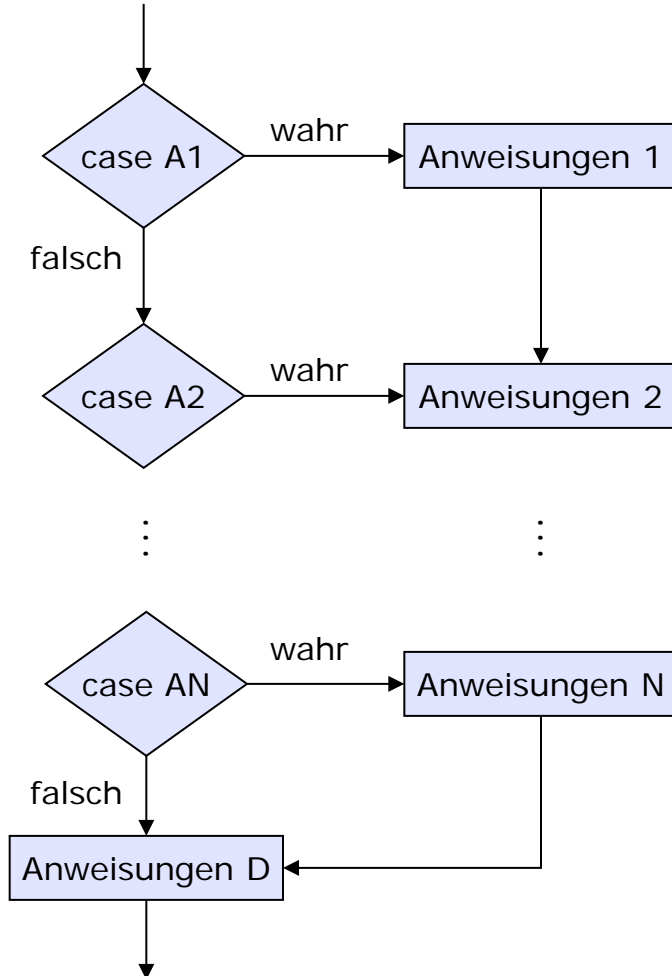 case A1
wahr
Anweisungen 1
falsch
case A2
wahr
Anweisungen 2
case AN
wahr
Anweisungen N
falsch
Anweisungen D